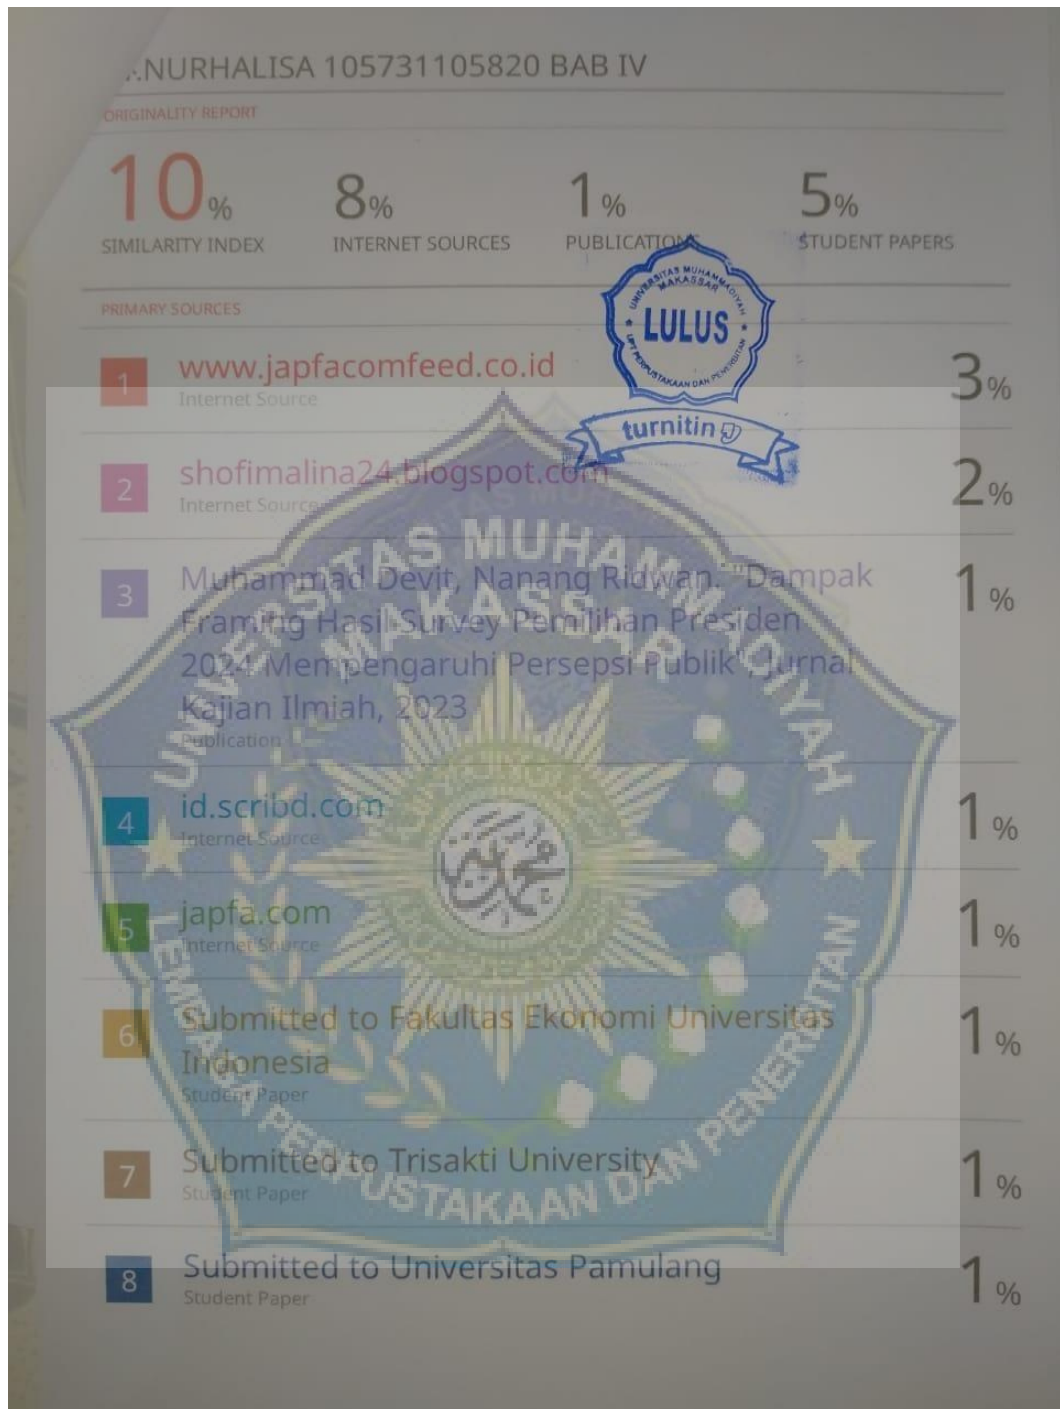 .NURHALISA 105731105820 BAB IV
ORIGINALITY REPORT
10%
SIMILARITY INDEX
8%
INTERNET SOURCES
1%
PUBLICATIONS
5%
STUDENT PAPERS
UNIVERSITAS MUHAMMADIYAH
MAKASSAR
LULUS
UPT PERPUSTAKAAN DAN PENERBITAN
turnitin
PRIMARY SOURCES
1
www.japfacomfeed.co.id
Internet Source
3%
2
shofimalina24.blogspot.com
Internet Source
2%
3
Muhammad Devit, Nanang Ridwan. "Dampak
Framing Hasil Survey Pemilihan Presiden
2024 Mempengaruhi Persepsi Publik", Jurnal
Kajian Ilmiah, 2023
Publication
1%
4
id.scribd.com
Internet Source
1%
5
japfa.com
Internet Source
1%
6
Submitted to Fakultas Ekonomi Universitas
Indonesia
Student Paper
1%
7
Submitted to Trisakti University
Student Paper
1%
8
Submitted to Universitas Pamulang
Student Paper
1%
UNIVERSITAS MUHAMMADIYAH
MAKASSAR
LEMBAGA PERPUSTAKAAN DAN PENERBITAN